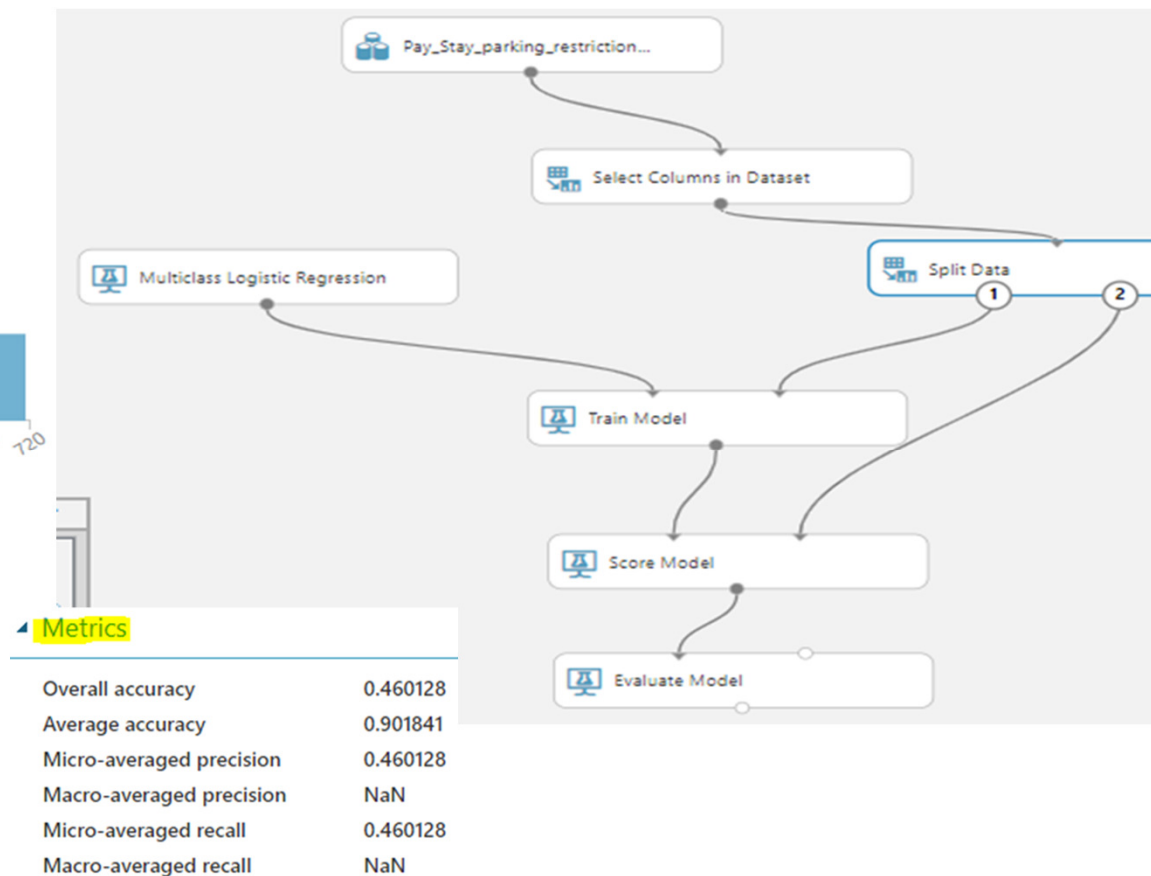 Pay_Stay_parking_restriction...
Select Columns in Dataset
Multiclass Logistic Regression
Split Data
1
2
Train Model
720
Score Model
Metrics
Evaluate Model
Overall accuracy 0.460128
Average accuracy 0.901841
Micro-averaged precision 0.460128
Macro-averaged precision NaN
Micro-averaged recall 0.460128
Macro-averaged recall NaN